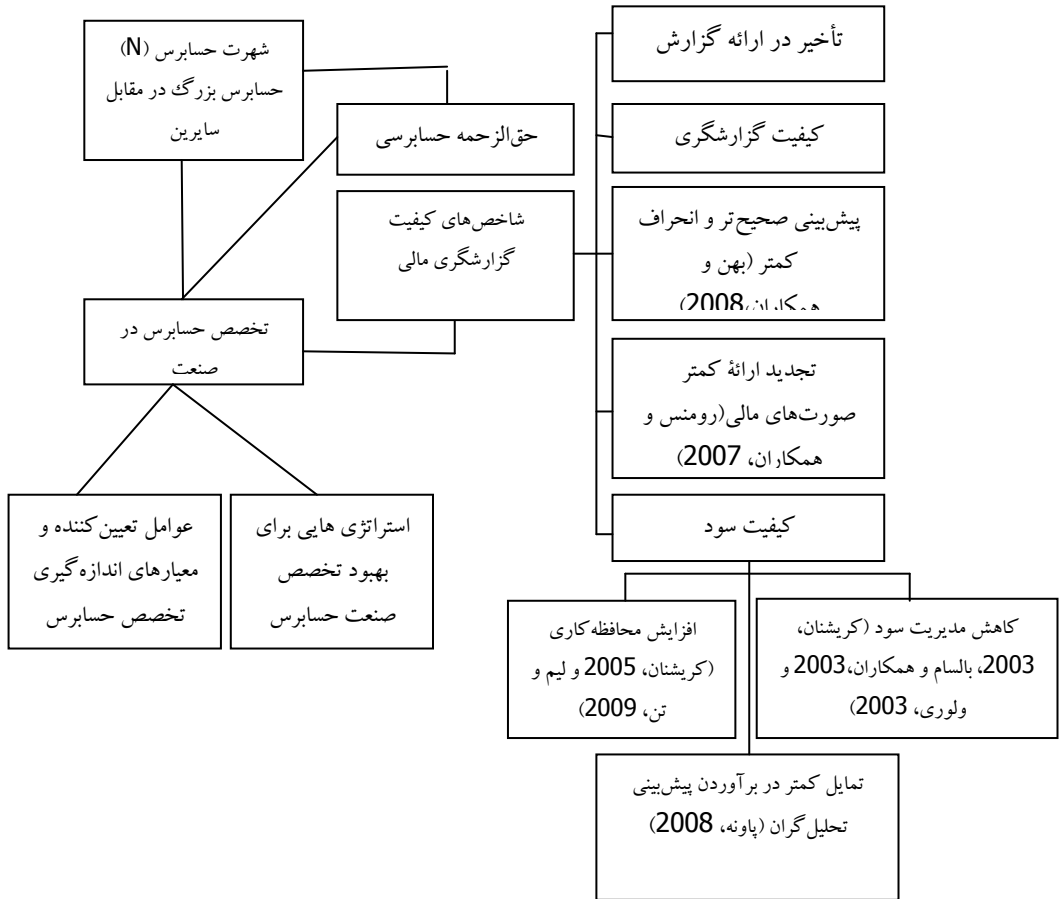 شهرت حسابرس (N)
حسابرس بزرگ در مقابل
سایرین
حق‌الزحمه حسابرسی
شاخص‌های کیفیت
گزارشگری مالی
تخصص حسابرس در
صنعت
عوامل تعیین‌کننده و
معیارهای اندازه‌گیری
تخصص حسابرس
استراتژی هایی برای
بهبود تخصص
صنعت حسابرس
تأخیر در ارائه گزارش
کیفیت گزارشگری
پیش‌بینی صحیح‌تر و انحراف
کمتر (بهن و
همکاران،2008)
تجدید ارائۀ کمتر
صورت‌های مالی(رومنس و
همکاران، 2007)
کیفیت سود
کاهش مدیریت سود (کریشنان،
2003، بالسام و همکاران،2003 و
ولوری، 2003)
افزایش محافظه‌کاری
(کریشنان، 2005 و لیم و
تن، 2009)
تمایل کمتر در برآوردن پیش‌بینی
تحلیل‌گران (پاونه، 2008)